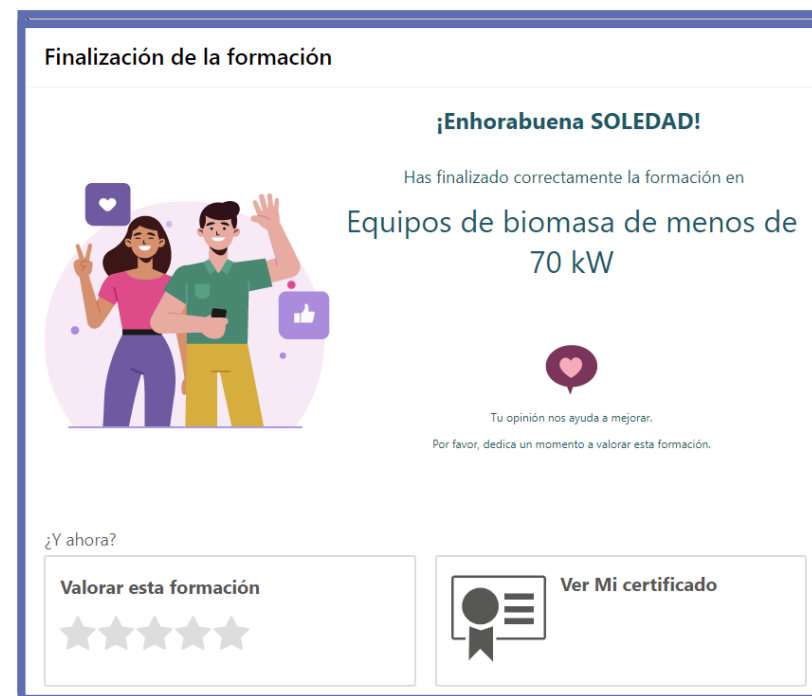 Finalización de la formación
¡Enhorabuena SOLEDAD!
Has finalizado correctamente la formación en
Equipos de biomasa de menos de
70 kW
Tu opinión nos ayuda a mejorar.
Por favor, dedica un momento a valorar esta formación.
¿Y ahora?
Valorar esta formación
Ver Mi certificado